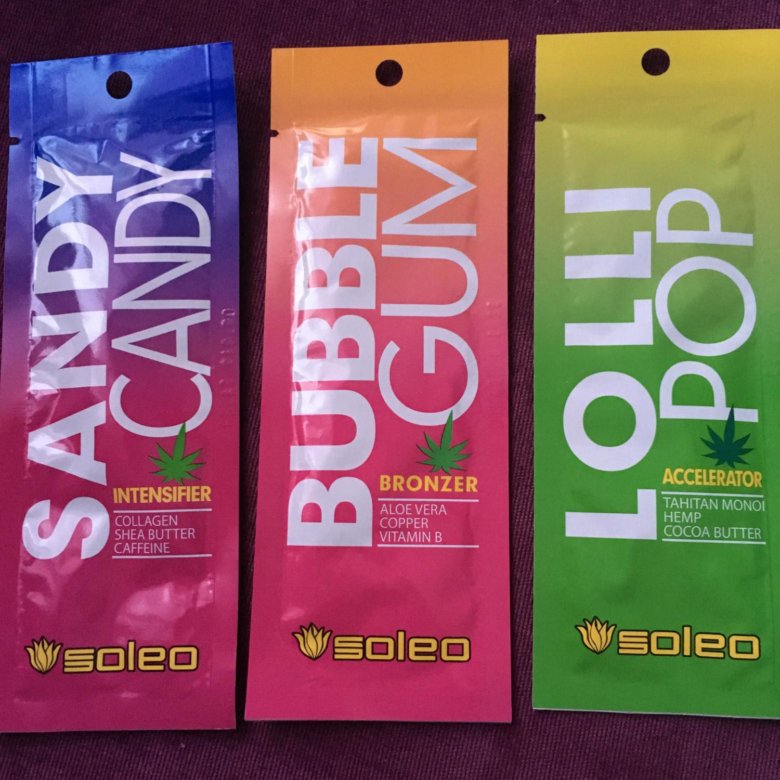 SANDY
CANDY
INTENSIFIER
COLLAGEN
SHEA BUTTER
CAFFEINE
soleo
BUBBLE
GUM
BRONZER
ALOE VERA
COPPER
VITAMIN B
soleo
LOLLI
POP
ACCELERATOR
TAHITAN MONOI
HEMP
COCOA BUTTER
soleo